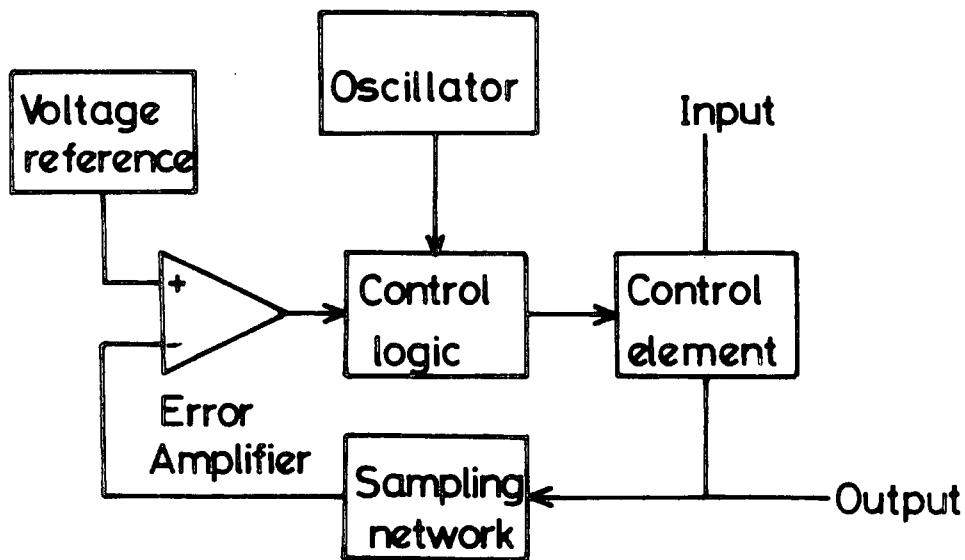 Oscillator
Voltage
reference
Input
+
-
Control
logic
Control
element
Error
Amplifier
Sampling
network
Output